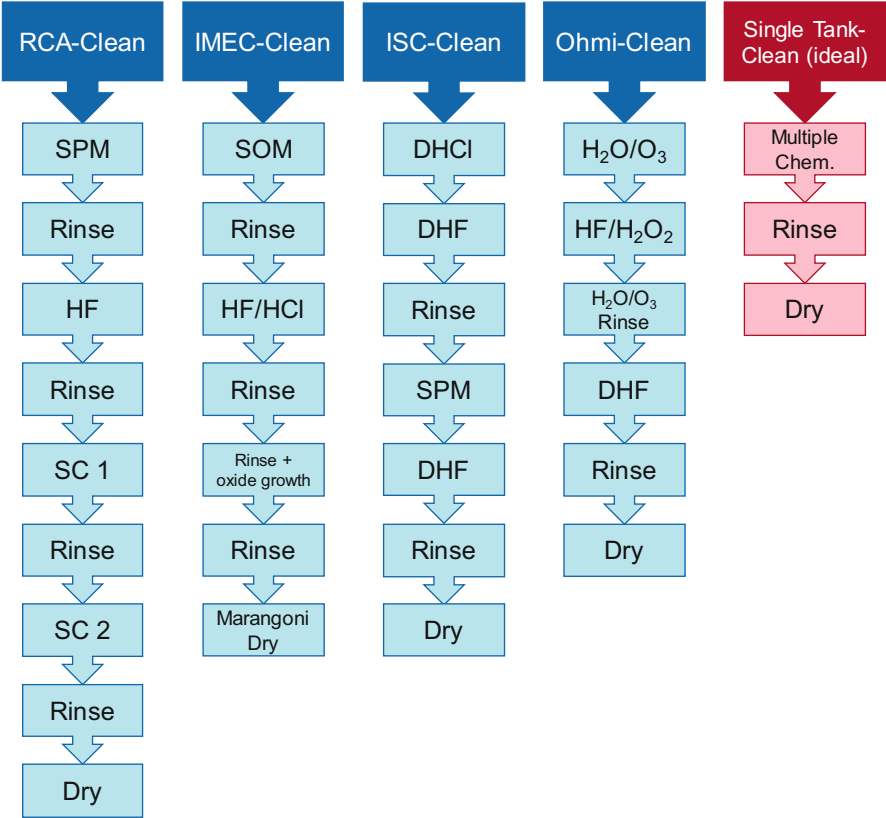 RCA-Clean
SPM
Rinse
HF
Rinse
SC 1
Rinse
SC 2
Rinse
Dry
IMEC-Clean
SOM
Rinse
HF/HCl
Rinse
Rinse +
oxide growth
Rinse
Marangoni
Dry
ISC-Clean
DHCl
DHF
Rinse
SPM
DHF
Rinse
Dry
Ohmi-Clean
H₂O/O₃
HF/H₂O₂
H₂O/O₃
Rinse
DHF
Rinse
Dry
Single Tank-
Clean (ideal)
Multiple
Chem.
Rinse
Dry